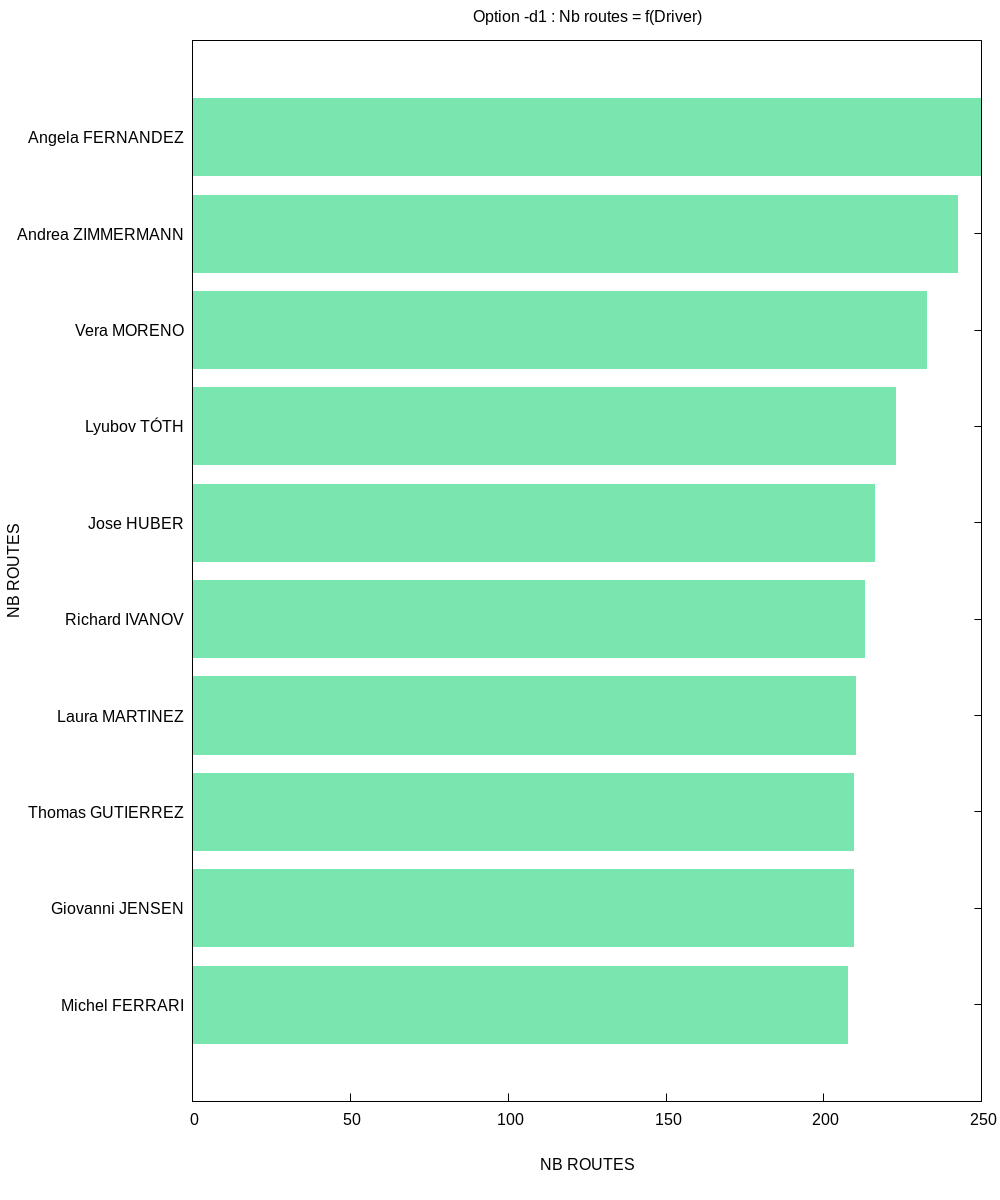 Option -d1 : Nb routes = f(Driver)
Angela FERNANDEZ
Andrea ZIMMERMANN
Vera MORENO
Lyubov TÓTH
Jose HUBER
Richard IVANOV
Laura MARTINEZ
Thomas GUTIERREZ
Giovanni JENSEN
Michel FERRARI
NB ROUTES
0 50 100 150 200 250
NB ROUTES